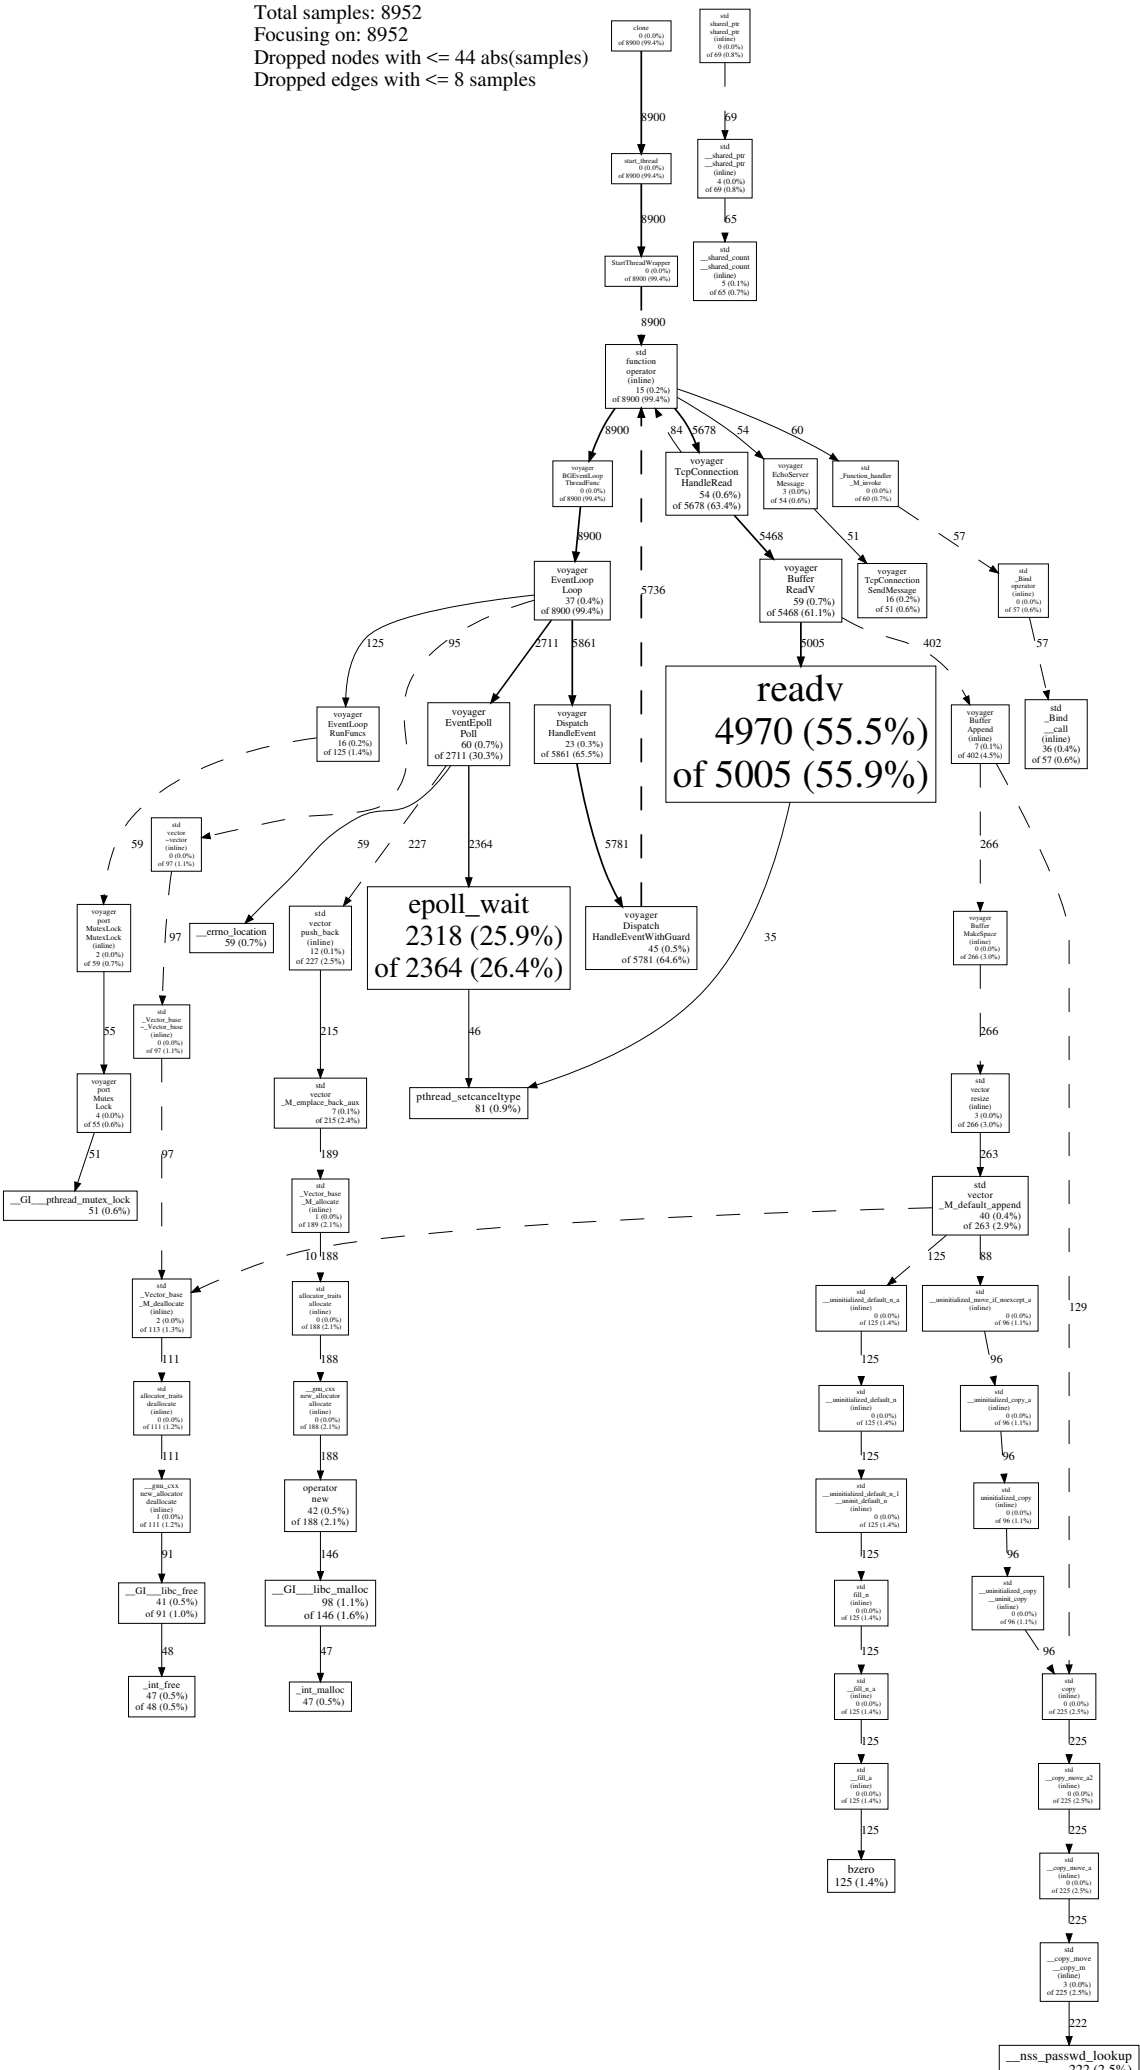 Total samples: 8952
Focusing on: 8952
Dropped nodes with <= 44 abs(samples)
Dropped edges with <= 8 samples
clone
0 (0.0%)
of 8900 (99.4%)
std
shared_ptr
shared_ptr
(inline)
0 (0.0%)
of 69 (0.8%)
8900
69
start_thread
0 (0.0%)
of 8900 (99.4%)
std
__shared_ptr
__shared_ptr
(inline)
4 (0.0%)
of 69 (0.8%)
8900
65
StartThreadWrapper
0 (0.0%)
of 8900 (99.4%)
std
__shared_count
__shared_count
(inline)
5 (0.1%)
of 65 (0.7%)
8900
std
function
operator
(inline)
15 (0.2%)
of 8900 (99.4%)
8900
84
5678
54
60
voyager
BGEventLoop
ThreadFunc
0 (0.0%)
of 8900 (99.4%)
voyager
TcpConnection
HandleRead
54 (0.6%)
of 5678 (63.4%)
voyager
EchoServer
Message
3 (0.0%)
of 54 (0.6%)
std
_Function_handler
_M_invoke
0 (0.0%)
of 60 (0.7%)
8900
5468
51
57
voyager
EventLoop
Loop
37 (0.4%)
of 8900 (99.4%)
5736
voyager
Buffer
ReadV
59 (0.7%)
of 5468 (61.1%)
voyager
TcpConnection
SendMessage
16 (0.2%)
of 51 (0.6%)
std
_Bind
operator
(inline)
0 (0.0%)
of 57 (0.6%)
125
95
2711
5861
5005
402
57
voyager
EventLoop
RunFuncs
16 (0.2%)
of 125 (1.4%)
voyager
EventEpoll
Poll
60 (0.7%)
of 2711 (30.3%)
voyager
Dispatch
HandleEvent
23 (0.3%)
of 5861 (65.5%)
readv
4970 (55.5%)
of 5005 (55.9%)
voyager
Buffer
Append
(inline)
7 (0.1%)
of 402 (4.5%)
std
_Bind
__call
(inline)
36 (0.4%)
of 57 (0.6%)
59
std
vector
~vector
(inline)
0 (0.0%)
of 97 (1.1%)
59
227
2364
5781
266
voyager
port
MutexLock
MutexLock
(inline)
2 (0.0%)
of 59 (0.7%)
97
__errno_location
59 (0.7%)
std
vector
push_back
(inline)
12 (0.1%)
of 227 (2.5%)
epoll_wait
2318 (25.9%)
of 2364 (26.4%)
voyager
Dispatch
HandleEventWithGuard
45 (0.5%)
of 5781 (64.6%)
35
voyager
Buffer
MakeSpace
(inline)
0 (0.0%)
of 266 (3.0%)
55
std
_Vector_base
~_Vector_base
(inline)
0 (0.0%)
of 97 (1.1%)
215
46
266
voyager
port
Mutex
Lock
4 (0.0%)
of 55 (0.6%)
std
vector
_M_emplace_back_aux
7 (0.1%)
of 215 (2.4%)
pthread_setcanceltype
81 (0.9%)
std
vector
resize
(inline)
3 (0.0%)
of 266 (3.0%)
51
97
189
263
__GI___pthread_mutex_lock
51 (0.6%)
std
_Vector_base
_M_allocate
(inline)
1 (0.0%)
of 189 (2.1%)
std
vector
_M_default_append
40 (0.4%)
of 263 (2.9%)
10
188
125
88
129
std
_Vector_base
_M_deallocate
(inline)
2 (0.0%)
of 113 (1.3%)
std
allocator_traits
allocate
(inline)
0 (0.0%)
of 188 (2.1%)
std
__uninitialized_default_n_a
(inline)
0 (0.0%)
of 125 (1.4%)
std
__uninitialized_move_if_noexcept_a
(inline)
0 (0.0%)
of 96 (1.1%)
111
188
125
96
std
allocator_traits
deallocate
(inline)
0 (0.0%)
of 111 (1.2%)
__gnu_cxx
new_allocator
allocate
(inline)
0 (0.0%)
of 188 (2.1%)
std
__uninitialized_default_n
(inline)
0 (0.0%)
of 125 (1.4%)
std
__uninitialized_copy_a
(inline)
0 (0.0%)
of 96 (1.1%)
111
188
125
96
__gnu_cxx
new_allocator
deallocate
(inline)
1 (0.0%)
of 111 (1.2%)
operator
new
42 (0.5%)
of 188 (2.1%)
std
__uninitialized_default_n_1
__uninit_default_n
(inline)
0 (0.0%)
of 125 (1.4%)
std
uninitialized_copy
(inline)
0 (0.0%)
of 96 (1.1%)
91
146
125
96
__GI___libc_free
41 (0.5%)
of 91 (1.0%)
__GI___libc_malloc
98 (1.1%)
of 146 (1.6%)
std
fill_n
(inline)
0 (0.0%)
of 125 (1.4%)
std
__uninitialized_copy
__uninit_copy
(inline)
0 (0.0%)
of 96 (1.1%)
48
47
125
96
_int_free
47 (0.5%)
of 48 (0.5%)
_int_malloc
47 (0.5%)
std
__fill_n_a
(inline)
0 (0.0%)
of 125 (1.4%)
std
copy
(inline)
0 (0.0%)
of 225 (2.5%)
125
225
std
__fill_a
(inline)
0 (0.0%)
of 125 (1.4%)
std
__copy_move_a2
(inline)
0 (0.0%)
of 225 (2.5%)
125
225
bzero
125 (1.4%)
std
__copy_move_a
(inline)
0 (0.0%)
of 225 (2.5%)
225
std
__copy_move
__copy_m
(inline)
3 (0.0%)
of 225 (2.5%)
222
__nss_passwd_lookup
222 (2.5%)